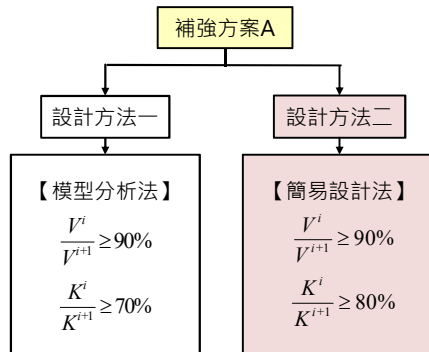 補強方案A
設計方法一
設計方法二
【模型分析法】
V^i / V^{i+1} ≥ 90%
K^i / K^{i+1} ≥ 70%
【簡易設計法】
V^i / V^{i+1} ≥ 90%
K^i / K^{i+1} ≥ 80%